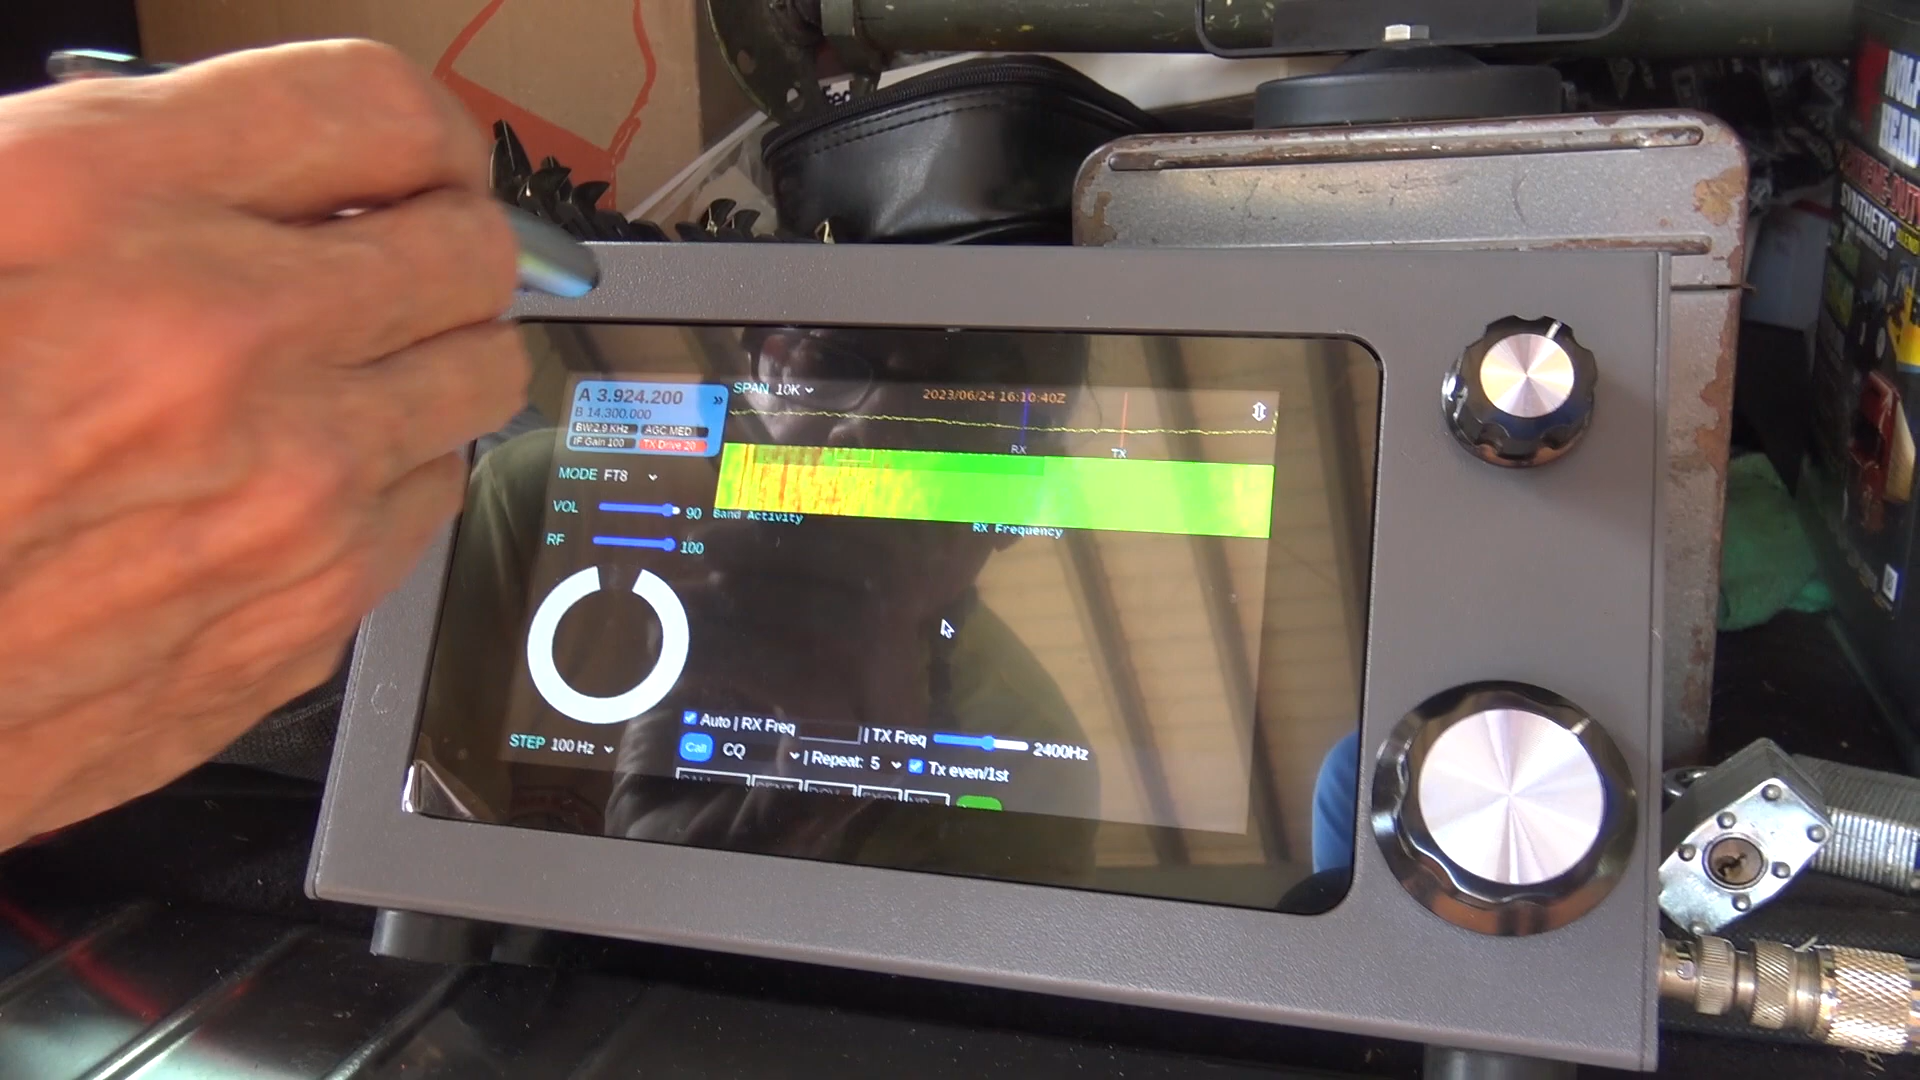 A 3.924.200
»
B 14.300.000
BW:2.9 KHz
AGC:MED
IF Gain 100
TX Drive 20
SPAN 10K
2023/06/24 16:10:40Z
RX
TX
MODE FT8
VOL
90
RF
100
Band Activity
RX Frequency
Auto | RX Freq
| TX Freq
2400Hz
STEP 100 Hz
Call
CQ
| Repeat: 5
Tx even/1st
SYNTHETIC